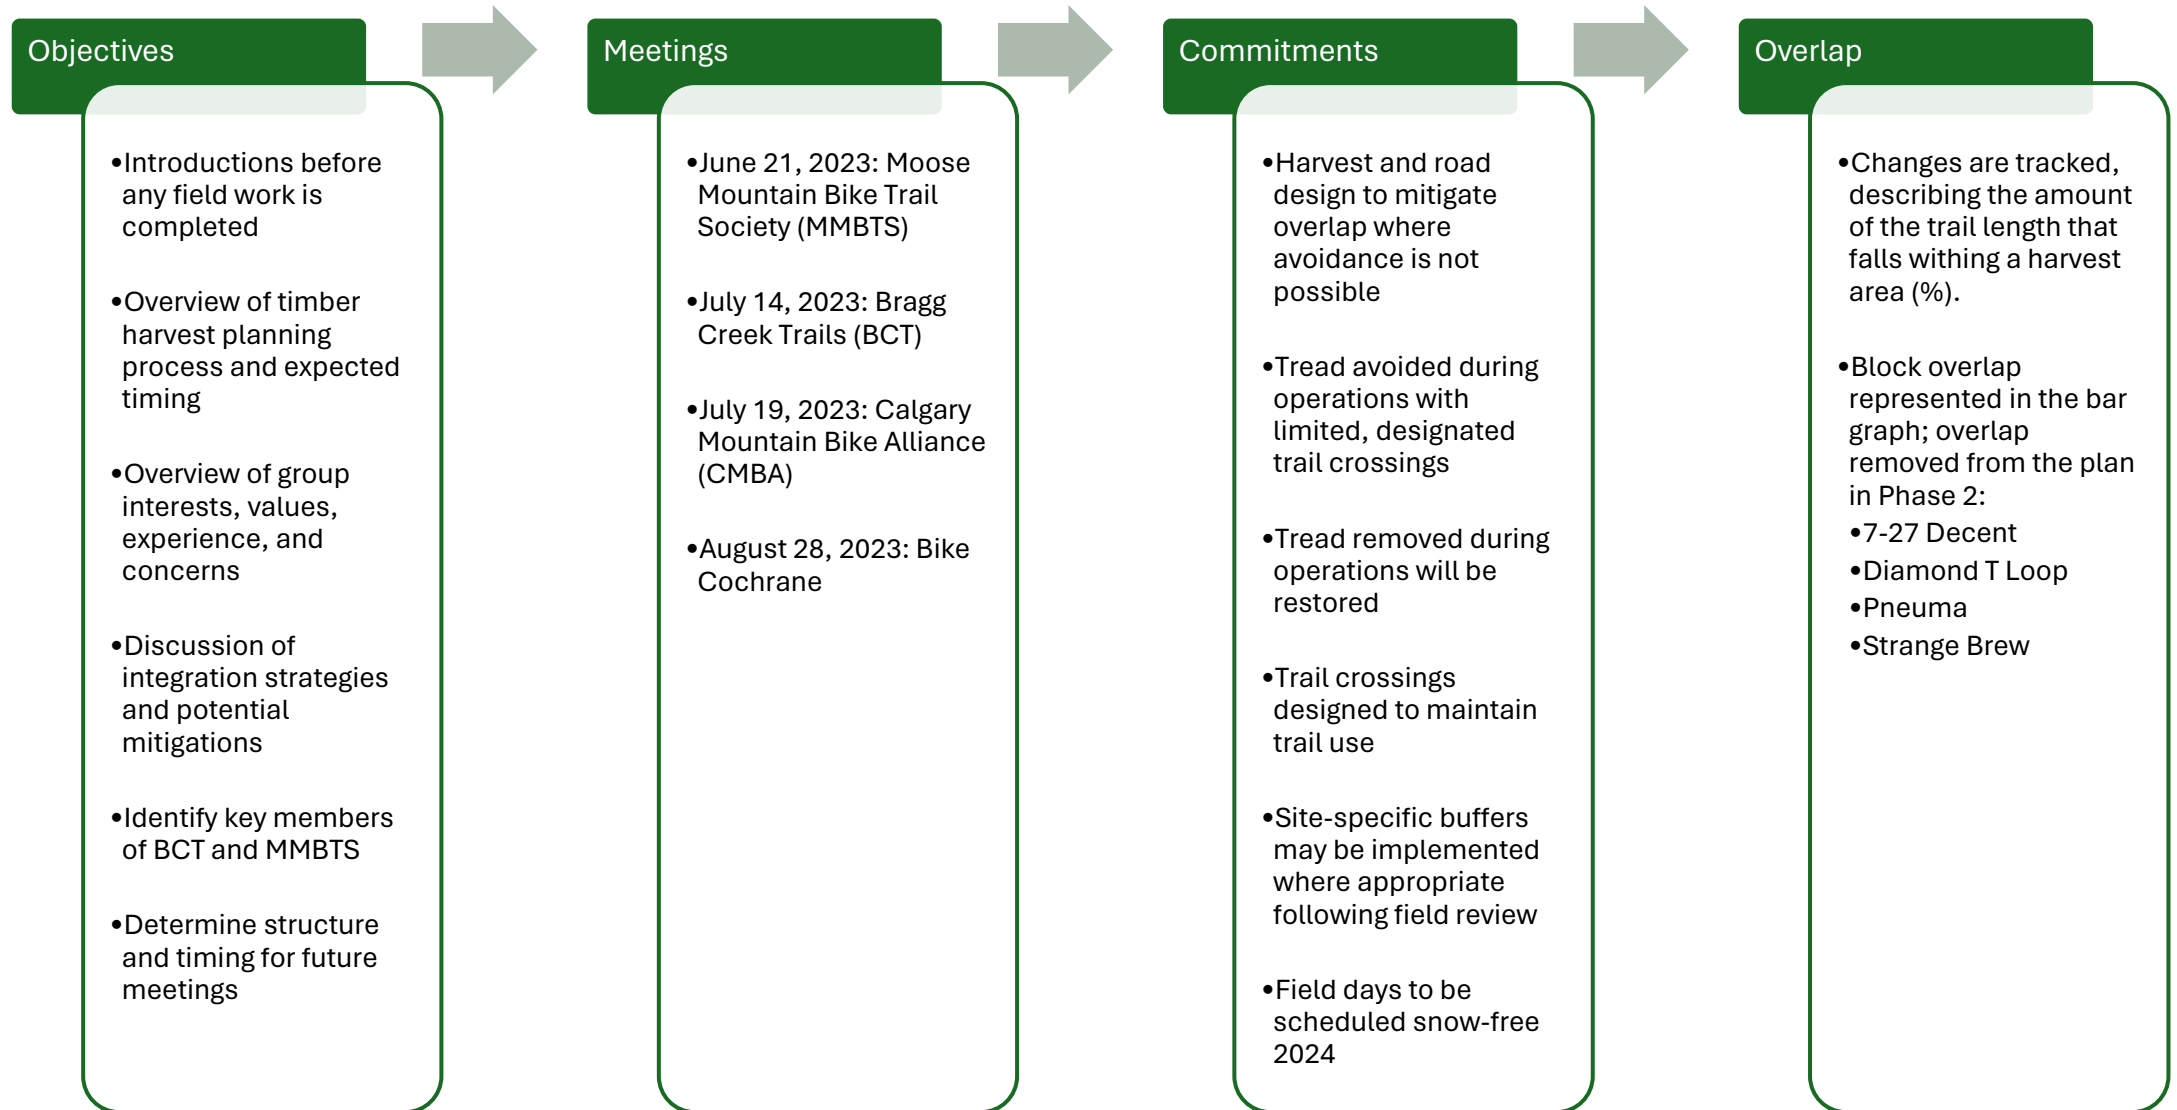 Objectives
•Introductions before
any field work is
completed
•Overview of timber
harvest planning
process and expected
timing
•Overview of group
interests, values,
experience, and
concerns
•Discussion of
integration strategies
and potential
mitigations
•Identify key members
of BCT and MMBTS
•Determine structure
and timing for future
meetings
Meetings
•June 21, 2023: Moose
Mountain Bike Trail
Society (MMBTS)
•July 14, 2023: Bragg
Creek Trails (BCT)
•July 19, 2023: Calgary
Mountain Bike Alliance
(CMBA)
•August 28, 2023: Bike
Cochrane
Commitments
•Harvest and road
design to mitigate
overlap where
avoidance is not
possible
•Tread avoided during
operations with
limited, designated
trail crossings
•Tread removed during
operations will be
restored
•Trail crossings
designed to maintain
trail use
•Site-specific buffers
may be implemented
where appropriate
following field review
•Field days to be
scheduled snow-free
2024
Overlap
•Changes are tracked,
describing the amount
of the trail length that
falls withing a harvest
area (%).
•Block overlap
represented in the bar
graph; overlap
removed from the plan
in Phase 2:
•7-27 Decent
•Diamond T Loop
•Pneuma
•Strange Brew